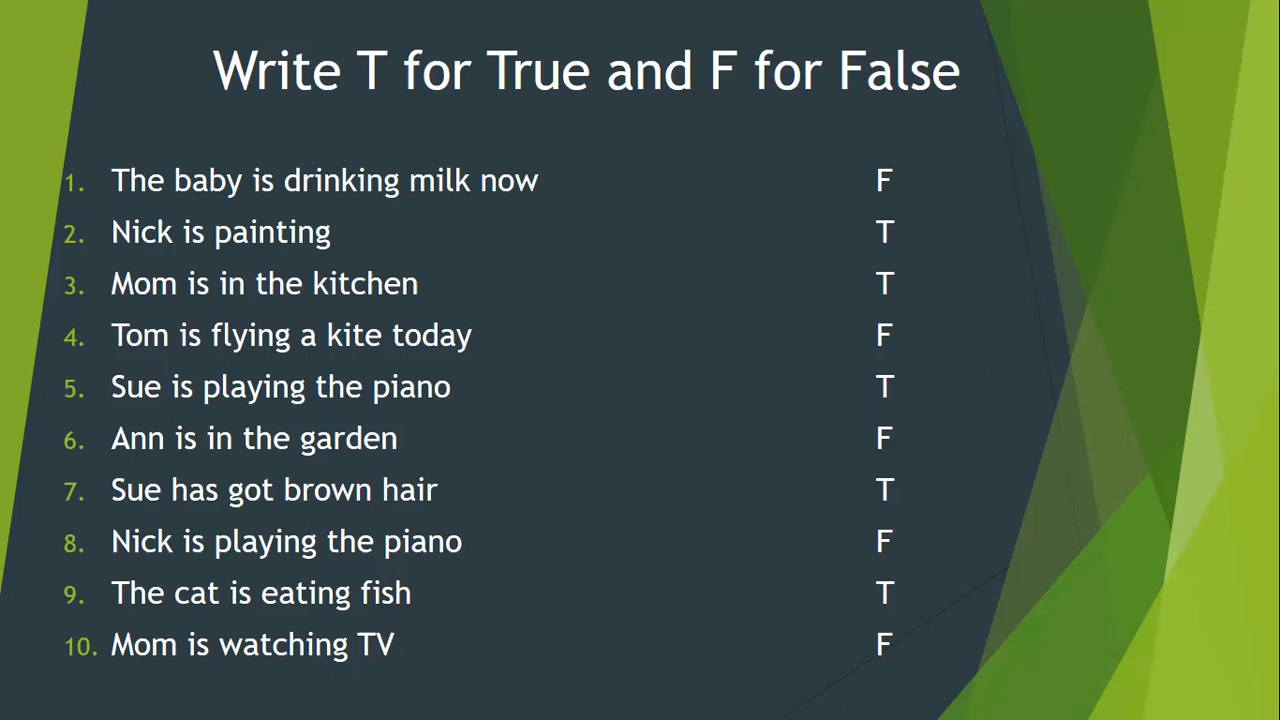 Write T for True and F for False
1. The baby is drinking milk now F
2. Nick is painting T
3. Mom is in the kitchen T
4. Tom is flying a kite today F
5. Sue is playing the piano T
6. Ann is in the garden F
7. Sue has got brown hair T
8. Nick is playing the piano F
9. The cat is eating fish T
10. Mom is watching TV F